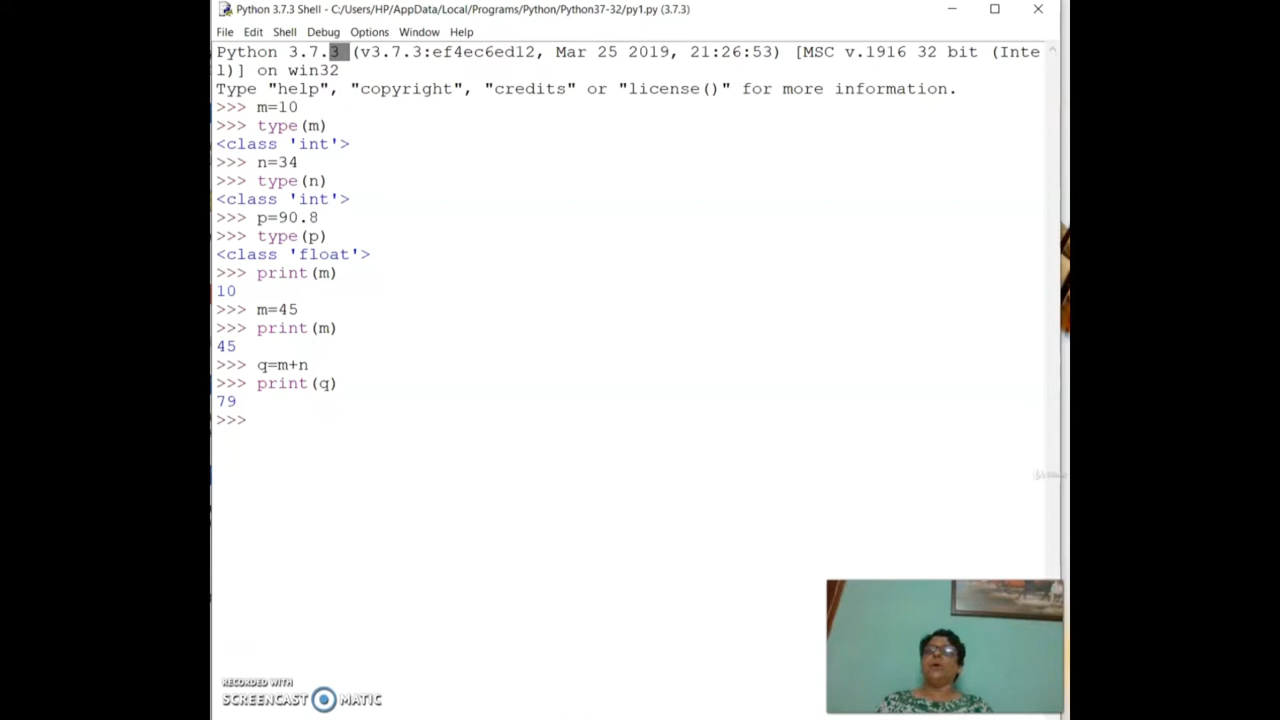 Python 3.7.3 Shell - C:/Users/HP/AppData/Local/Programs/Python/Python37-32/py1.py (3.7.3)
File Edit Shell Debug Options Window Help
Python 3.7.3 (v3.7.3:ef4ec6ed12, Mar 25 2019, 21:26:53) [MSC v.1916 32 bit (Inte
l)] on win32
Type "help", "copyright", "credits" or "license()" for more information.
>>> m=10
>>> type(m)
<class 'int'>
>>> n=34
>>> type(n)
<class 'int'>
>>> p=90.8
>>> type(p)
<class 'float'>
>>> print(m)
10
>>> m=45
>>> print(m)
45
>>> q=m+n
>>> print(q)
79
>>>
RECORDED WITH
SCREENCAST MATIC